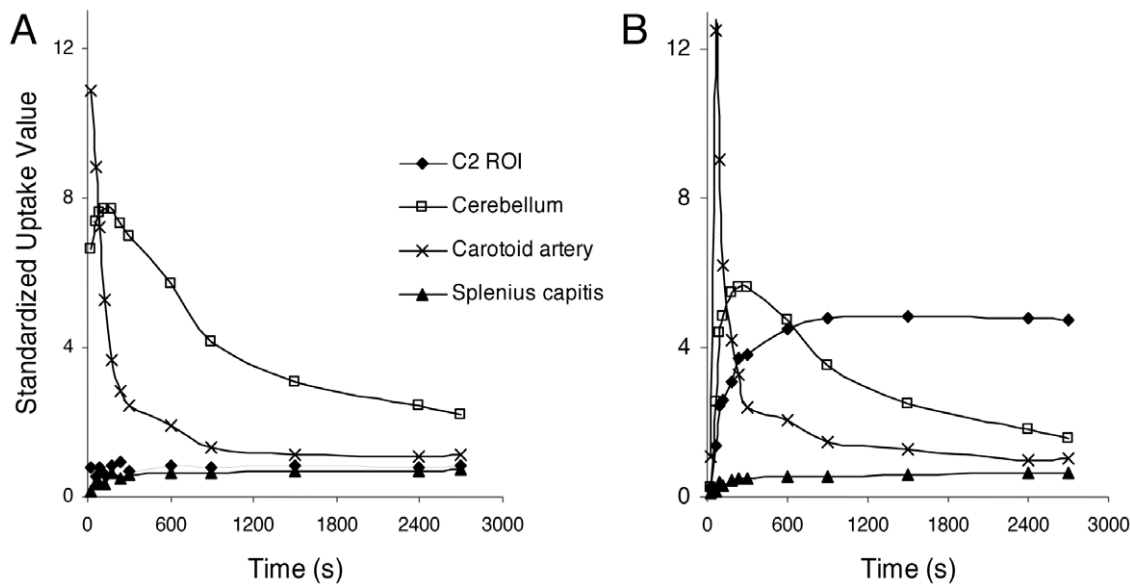 A
B
12
8
4
0
Standardized Uptake Value
C2 ROI
Cerebellum
Carotoid artery
Splenius capitis
0 600 1200 1800 2400 3000
Time (s)
12
8
4
0
0 600 1200 1800 2400 3000
Time (s)